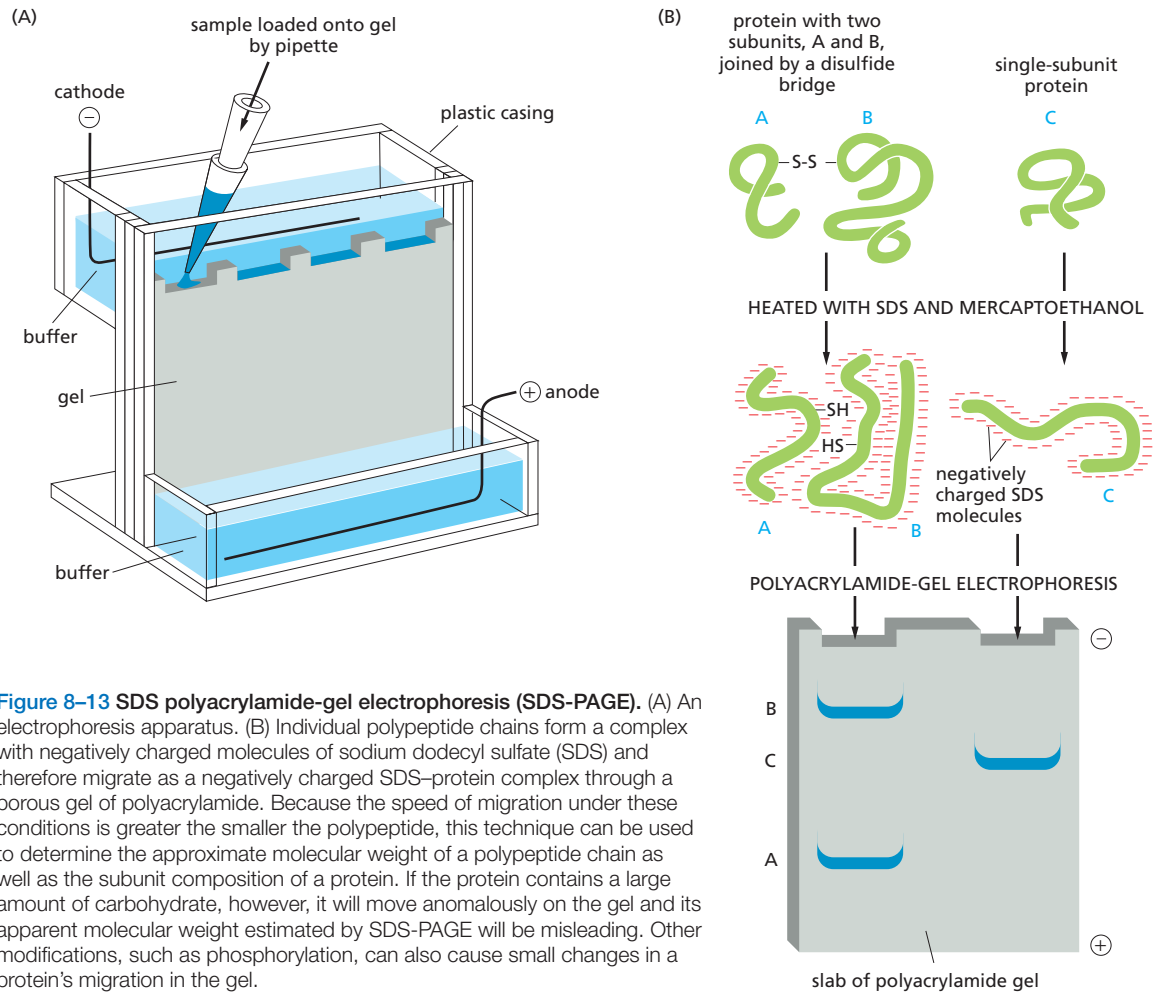 (A)
sample loaded onto gel
by pipette
cathode
−
plastic casing
buffer
gel
+ anode
buffer
(B)
protein with two
subunits, A and B,
joined by a disulfide
bridge
single-subunit
protein
A
B
C
S-S
HEATED WITH SDS AND MERCAPTOETHANOL
SH
HS
negatively
charged SDS
molecules
A
B
C
POLYACRYLAMIDE-GEL ELECTROPHORESIS
−
B
C
A
+
slab of polyacrylamide gel
Figure 8–13 SDS polyacrylamide-gel electrophoresis (SDS-PAGE). (A) An
electrophoresis apparatus. (B) Individual polypeptide chains form a complex
with negatively charged molecules of sodium dodecyl sulfate (SDS) and
therefore migrate as a negatively charged SDS–protein complex through a
porous gel of polyacrylamide. Because the speed of migration under these
conditions is greater the smaller the polypeptide, this technique can be used
to determine the approximate molecular weight of a polypeptide chain as
well as the subunit composition of a protein. If the protein contains a large
amount of carbohydrate, however, it will move anomalously on the gel and its
apparent molecular weight estimated by SDS-PAGE will be misleading. Other
modifications, such as phosphorylation, can also cause small changes in a
protein’s migration in the gel.